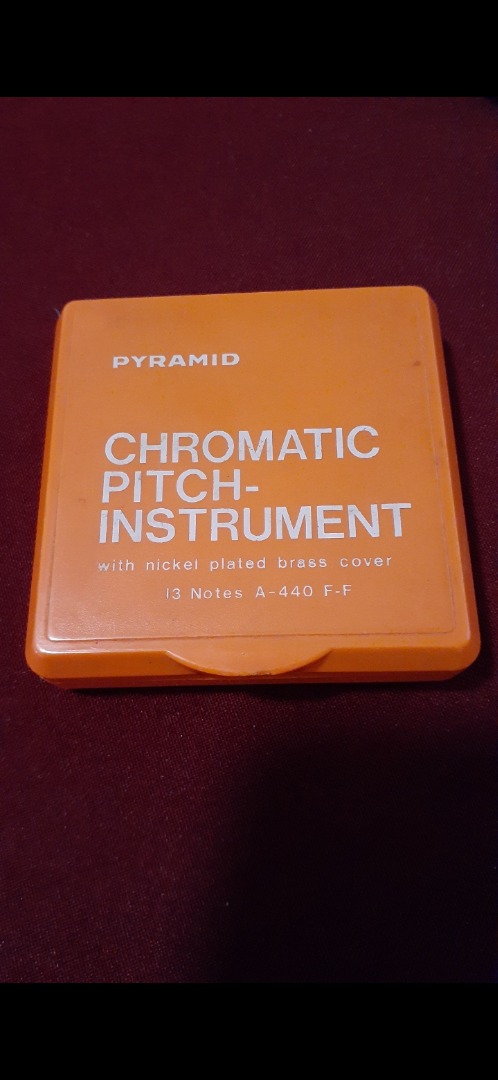 PYRAMID
CHROMATIC
PITCH-
INSTRUMENT
with nickel plated brass cover
13 Notes A-440 F-F